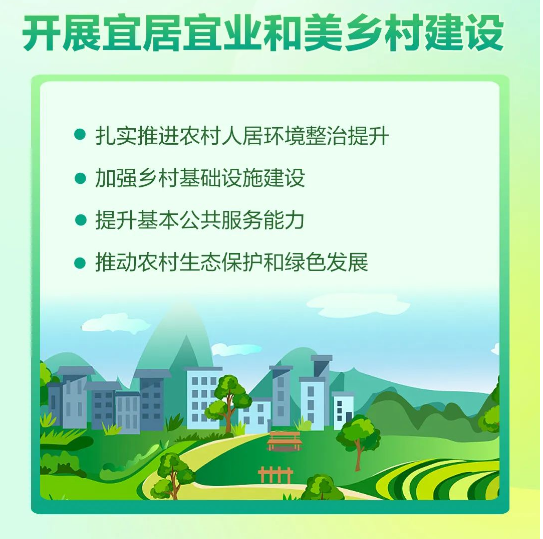 开展宜居宜业和美乡村建设
扎实推进农村人居环境整治提升
加强乡村基础设施建设
提升基本公共服务能力
推动农村生态保护和绿色发展